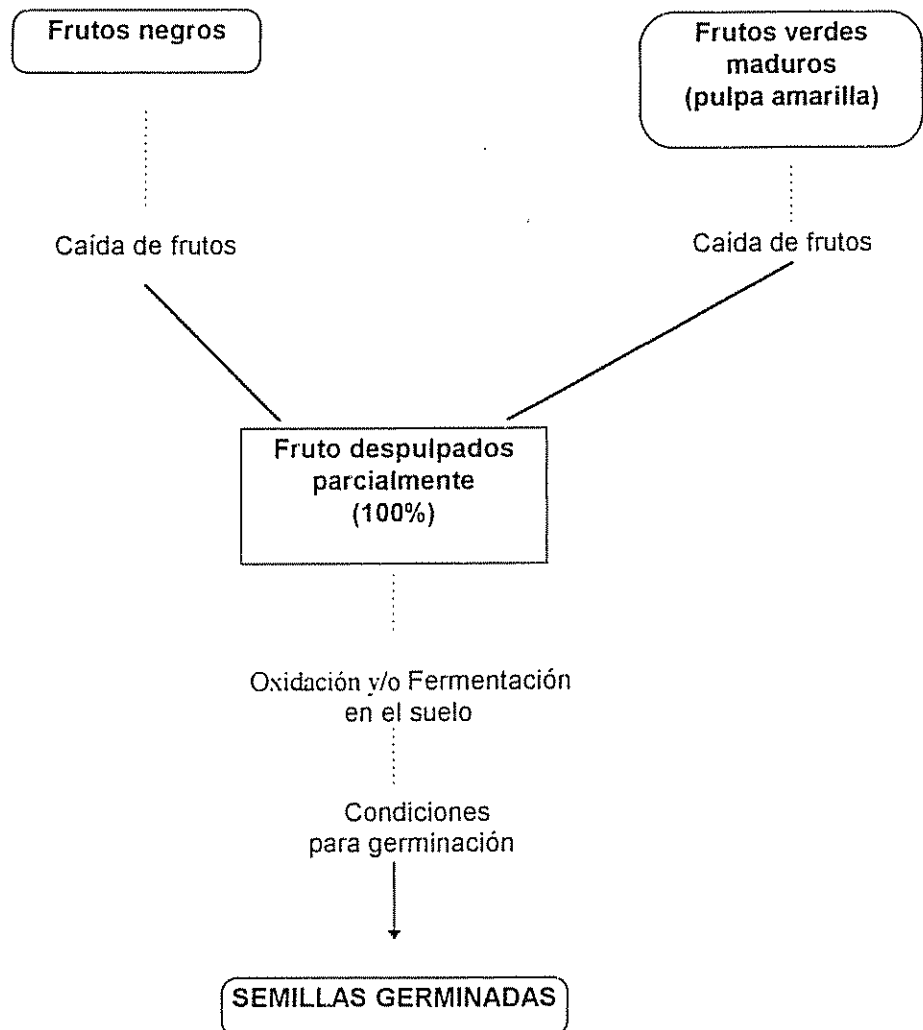 Frutos negros
Frutos verdes
maduros
(pulpa amarilla)
Caída de frutos
Caída de frutos
Fruto despulpados
parcialmente
(100%)
Oxidación y/o Fermentación
en el suelo
Condiciones
para germinación
SEMILLAS GERMINADAS